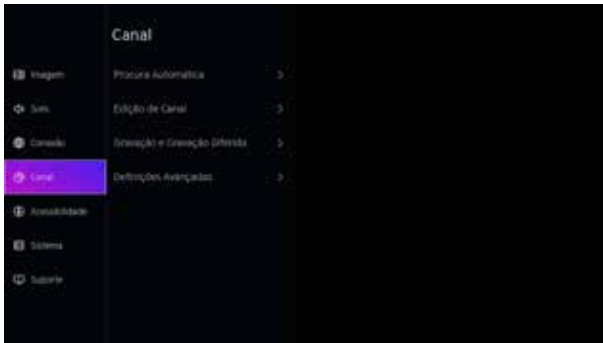 Canal
Imagem
Som
Conexão
Canal
Acessibilidade
Sistema
Suporte
Procura Automática
Edição de Canal
Gravação e Gravação Diferida
Definições Avançadas